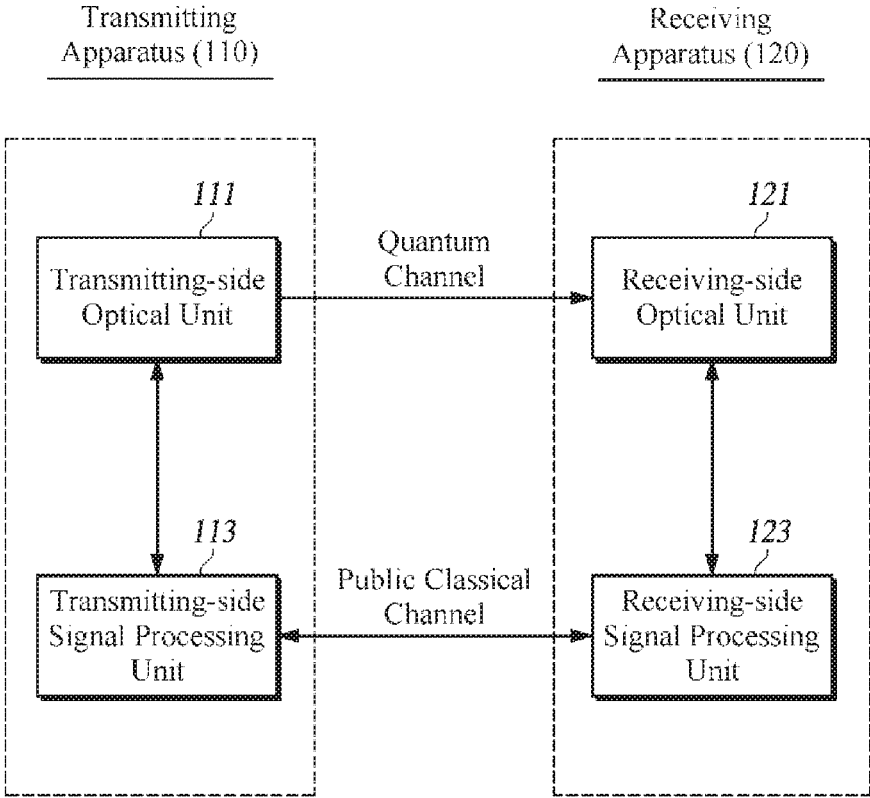 Transmitting
Apparatus (110)
Receiving
Apparatus (120)
111
Transmitting-side
Optical Unit
Quantum
Channel
121
Receiving-side
Optical Unit
113
Transmitting-side
Signal Processing
Unit
Public Classical
Channel
123
Receiving-side
Signal Processing
Unit